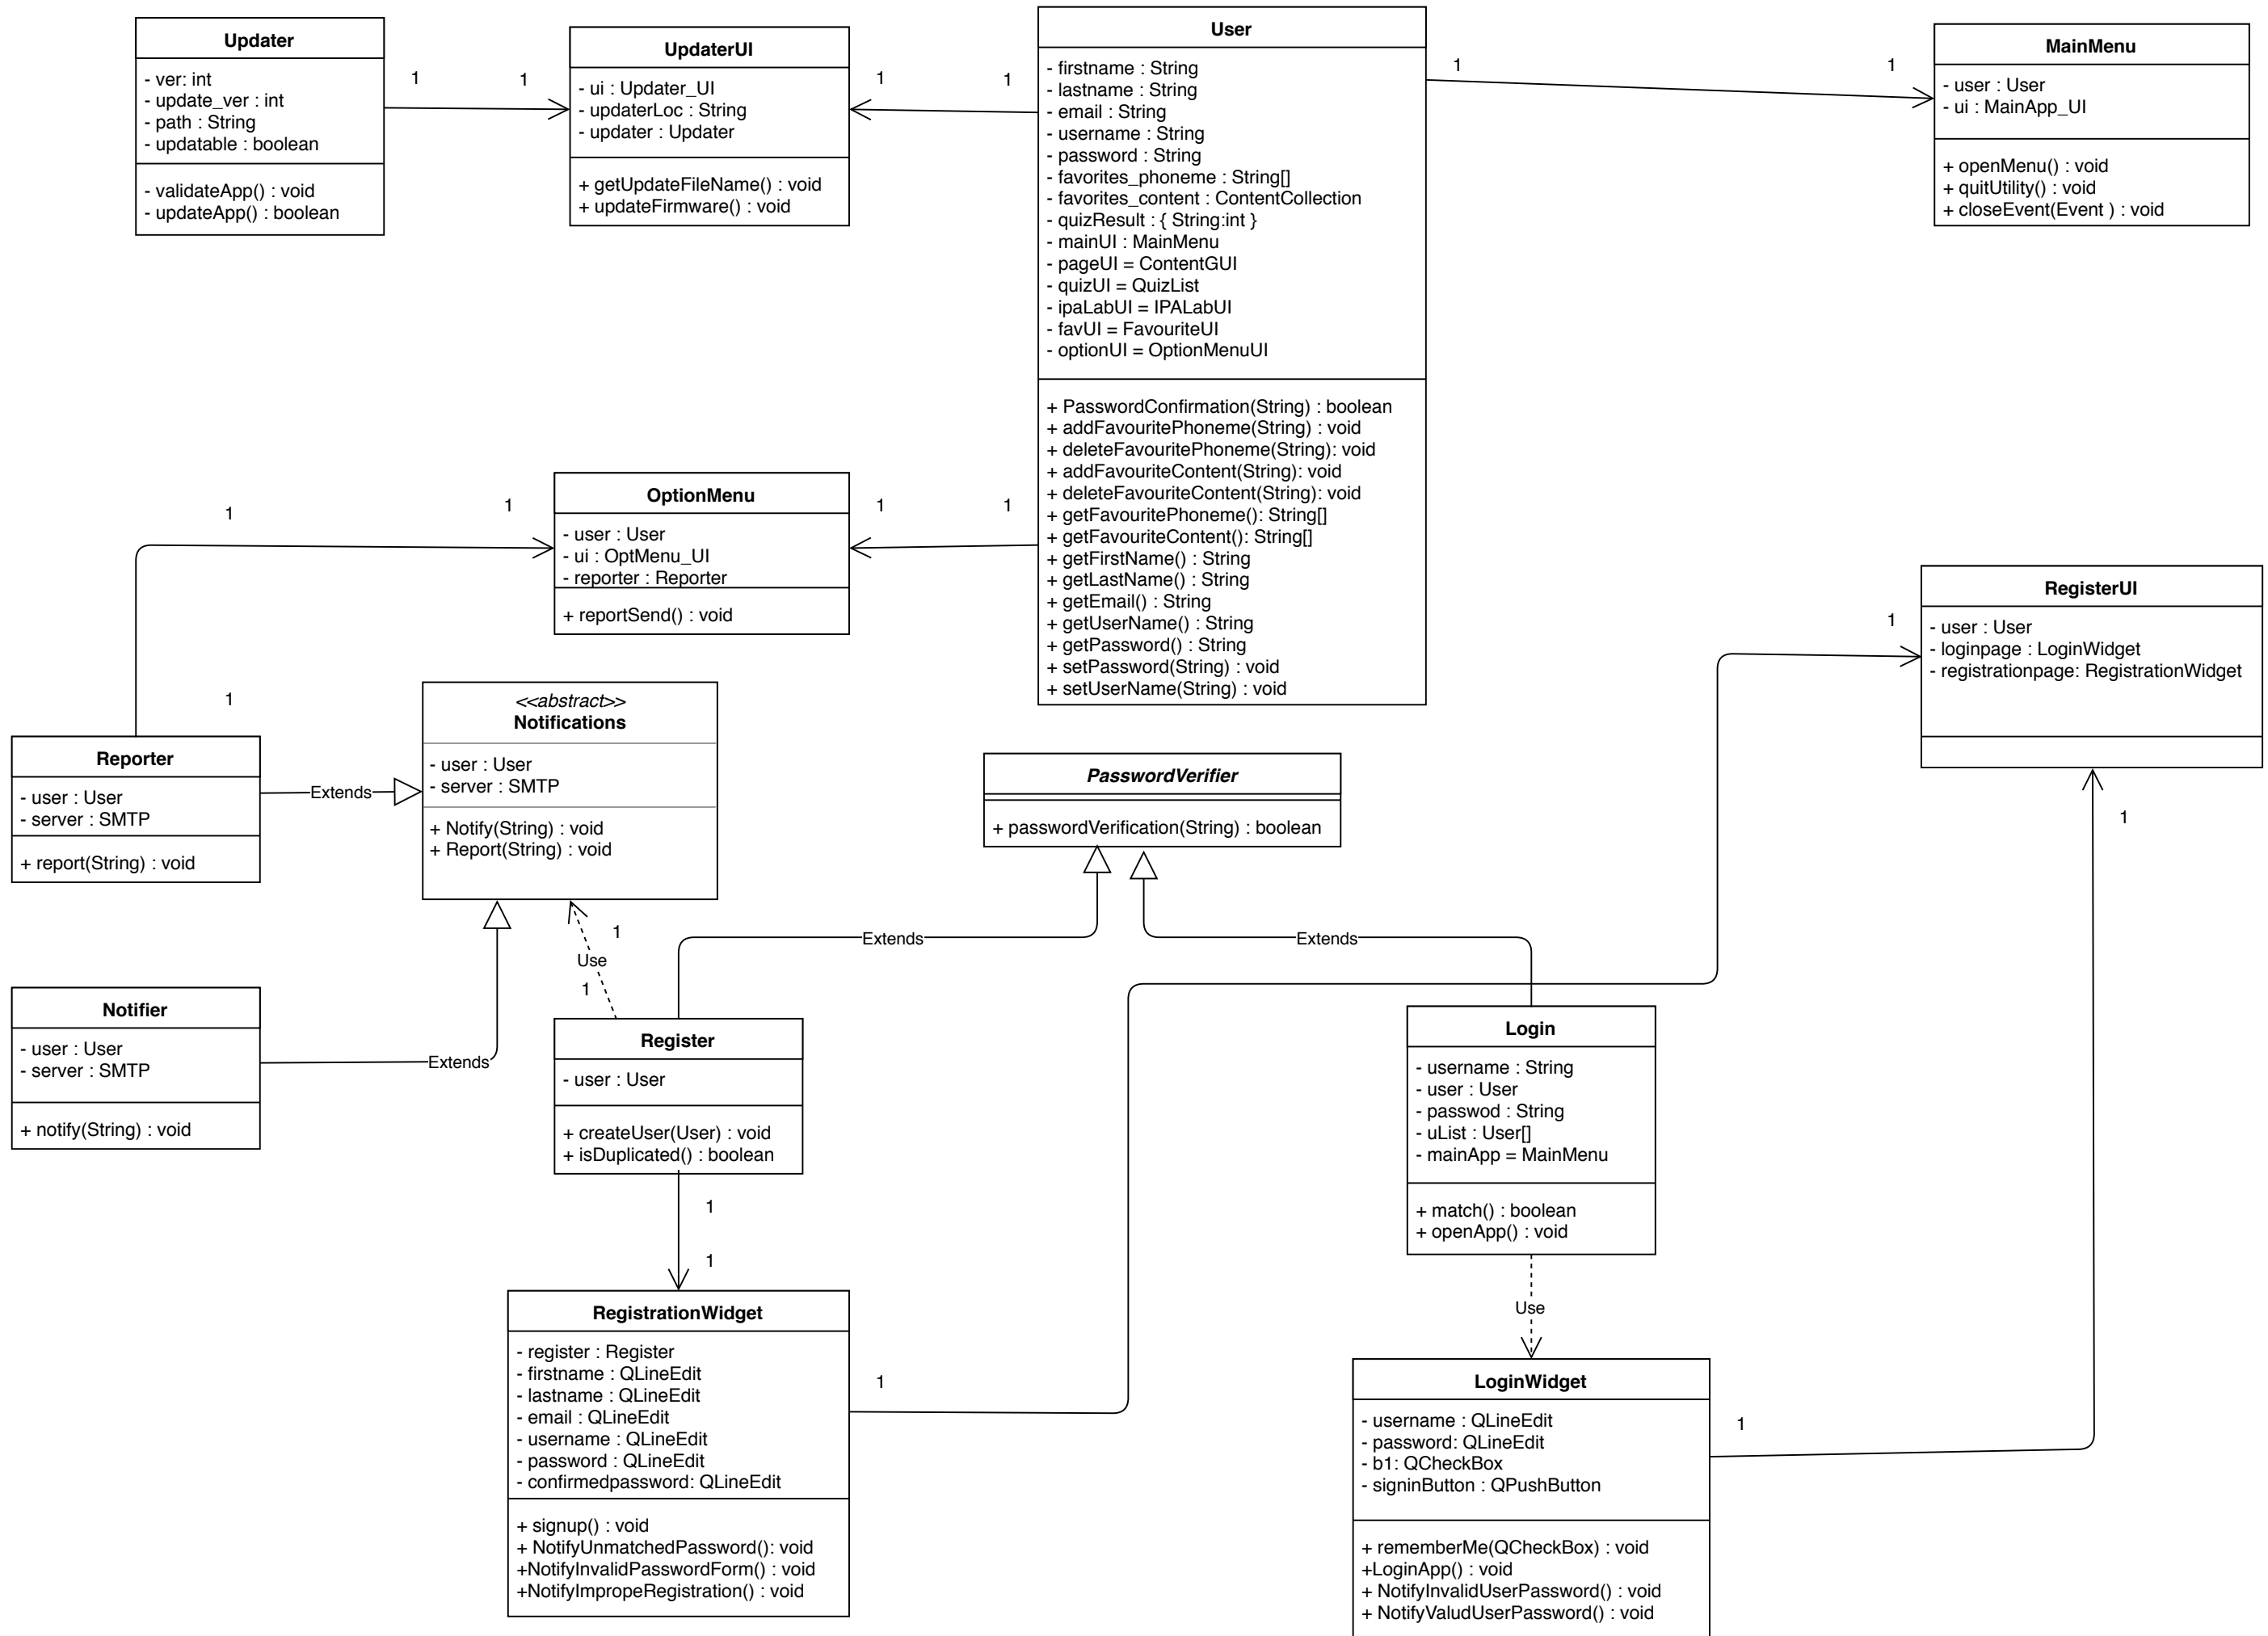 Updater
- ver: int
- update_ver : int
- path : String
- updatable : boolean
- validateApp() : void
- updateApp() : boolean
1
1
UpdaterUI
- ui : Updater_UI
- updaterLoc : String
- updater : Updater
+ getUpdateFileName() : void
+ updateFirmware() : void
1
1
User
- firstname : String
- lastname : String
- email : String
- username : String
- password : String
- favorites_phoneme : String[]
- favorites_content : ContentCollection
- quizResult : { String:int }
- mainUI : MainMenu
- pageUI = ContentGUI
- quizUI = QuizList
- ipaLabUI = IPALabUI
- favUI = FavouriteUI
- optionUI = OptionMenuUI
+ PasswordConfirmation(String) : boolean
+ addFavouritePhoneme(String) : void
+ deleteFavouritePhoneme(String): void
+ addFavouriteContent(String): void
+ deleteFavouriteContent(String): void
+ getFavouritePhoneme(): String[]
+ getFavouriteContent(): String[]
+ getFirstName() : String
+ getLastName() : String
+ getEmail() : String
+ getUserName() : String
+ getPassword() : String
+ setPassword(String) : void
+ setUserName(String) : void
1
1
MainMenu
- user : User
- ui : MainApp_UI
+ openMenu() : void
+ quitUtility() : void
+ closeEvent(Event ) : void
1
1
OptionMenu
- user : User
- ui : OptMenu_UI
- reporter : Reporter
+ reportSend() : void
1
1
1
Reporter
- user : User
- server : SMTP
+ report(String) : void
Extends
<<abstract>>
Notifications
- user : User
- server : SMTP
+ Notify(String) : void
+ Report(String) : void
PasswordVerifier
+ passwordVerification(String) : boolean
1
RegisterUI
- user : User
- loginpage : LoginWidget
- registrationpage: RegistrationWidget
1
1
Use
1
Extends
Extends
Notifier
- user : User
- server : SMTP
+ notify(String) : void
Extends
Register
- user : User
+ createUser(User) : void
+ isDuplicated() : boolean
1
1
Login
- username : String
- user : User
- passwod : String
- uList : User[]
- mainApp = MainMenu
+ match() : boolean
+ openApp() : void
Use
RegistrationWidget
- register : Register
- firstname : QLineEdit
- lastname : QLineEdit
- email : QLineEdit
- username : QLineEdit
- password : QLineEdit
- confirmedpassword: QLineEdit
+ signup() : void
+ NotifyUnmatchedPassword(): void
+NotifyInvalidPasswordForm() : void
+NotifyImpropeRegistration() : void
1
LoginWidget
- username : QLineEdit
- password: QLineEdit
- b1: QCheckBox
- signinButton : QPushButton
+ rememberMe(QCheckBox) : void
+LoginApp() : void
+ NotifyInvalidUserPassword() : void
+ NotifyValudUserPassword() : void
1